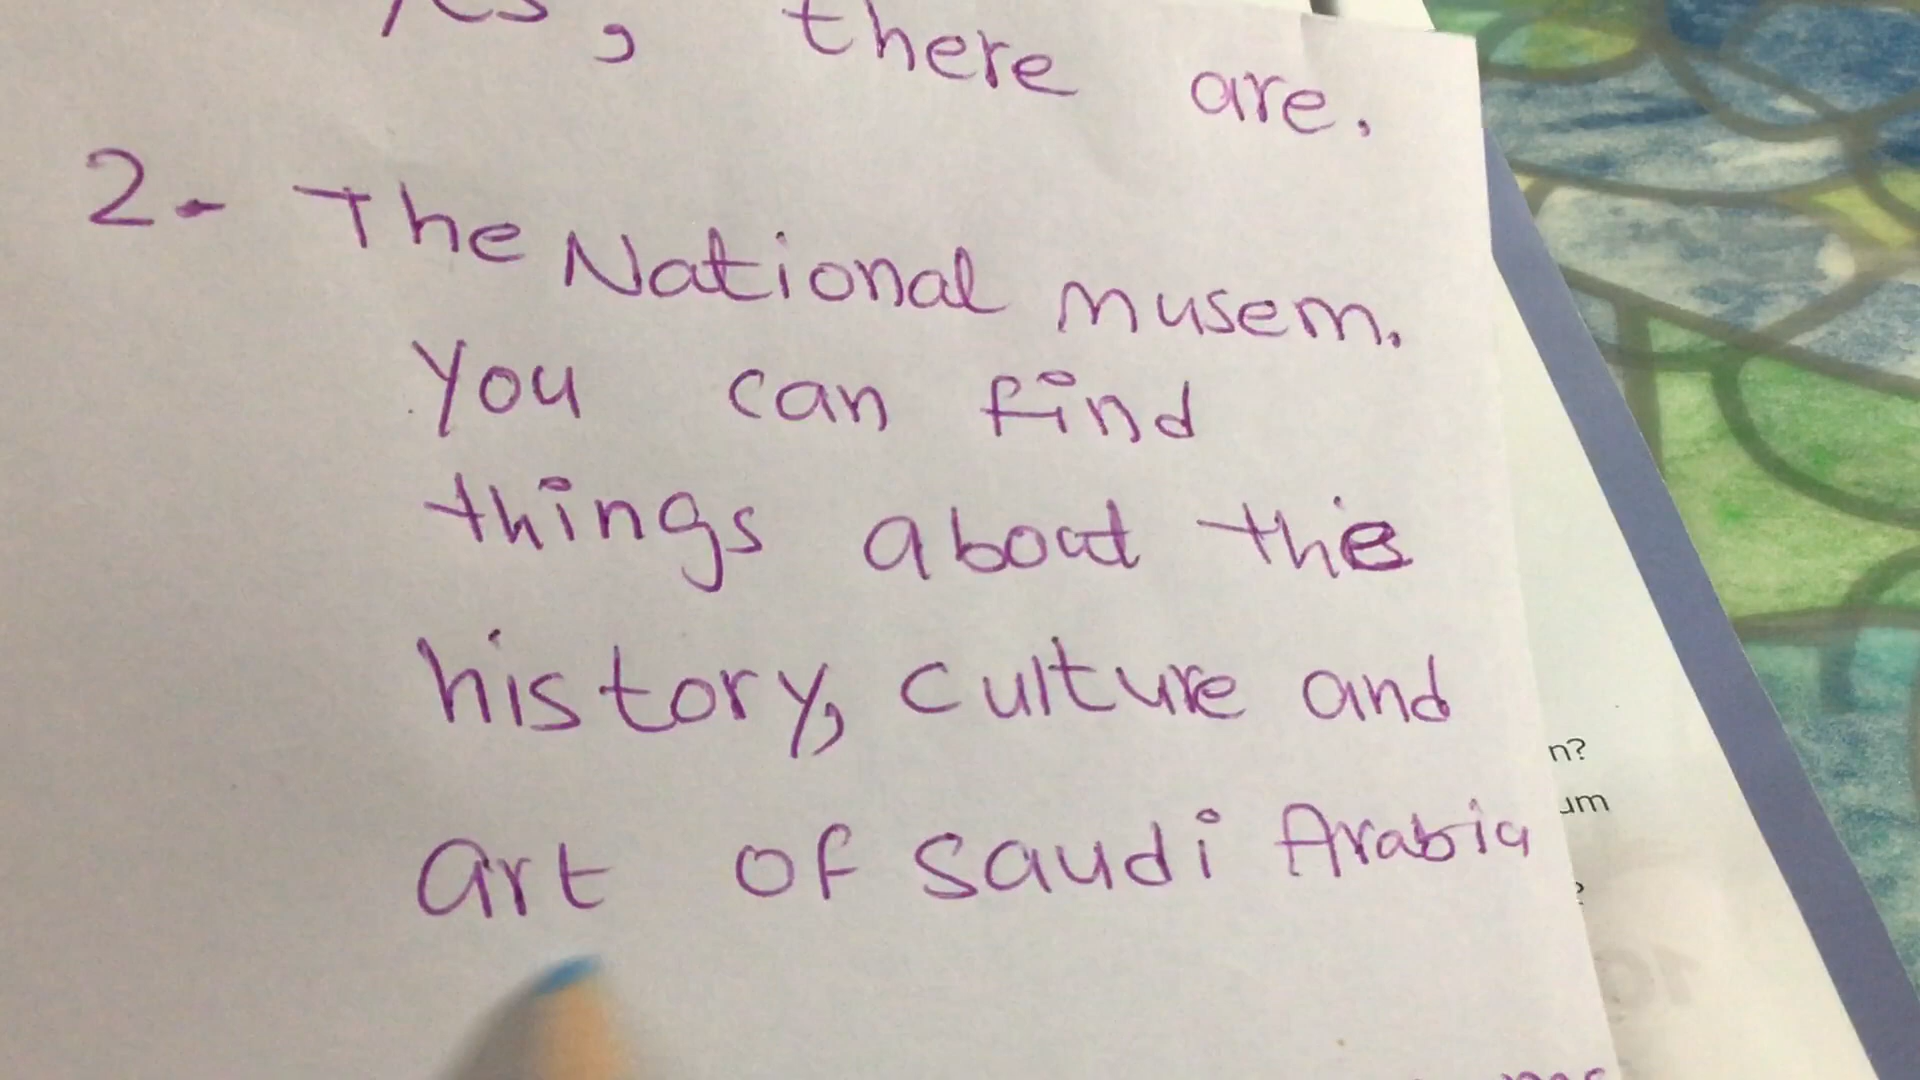 , there are.
2- The National musem.
You can find
things about the
history, culture and
art of saudi Arabia
n?
um
?